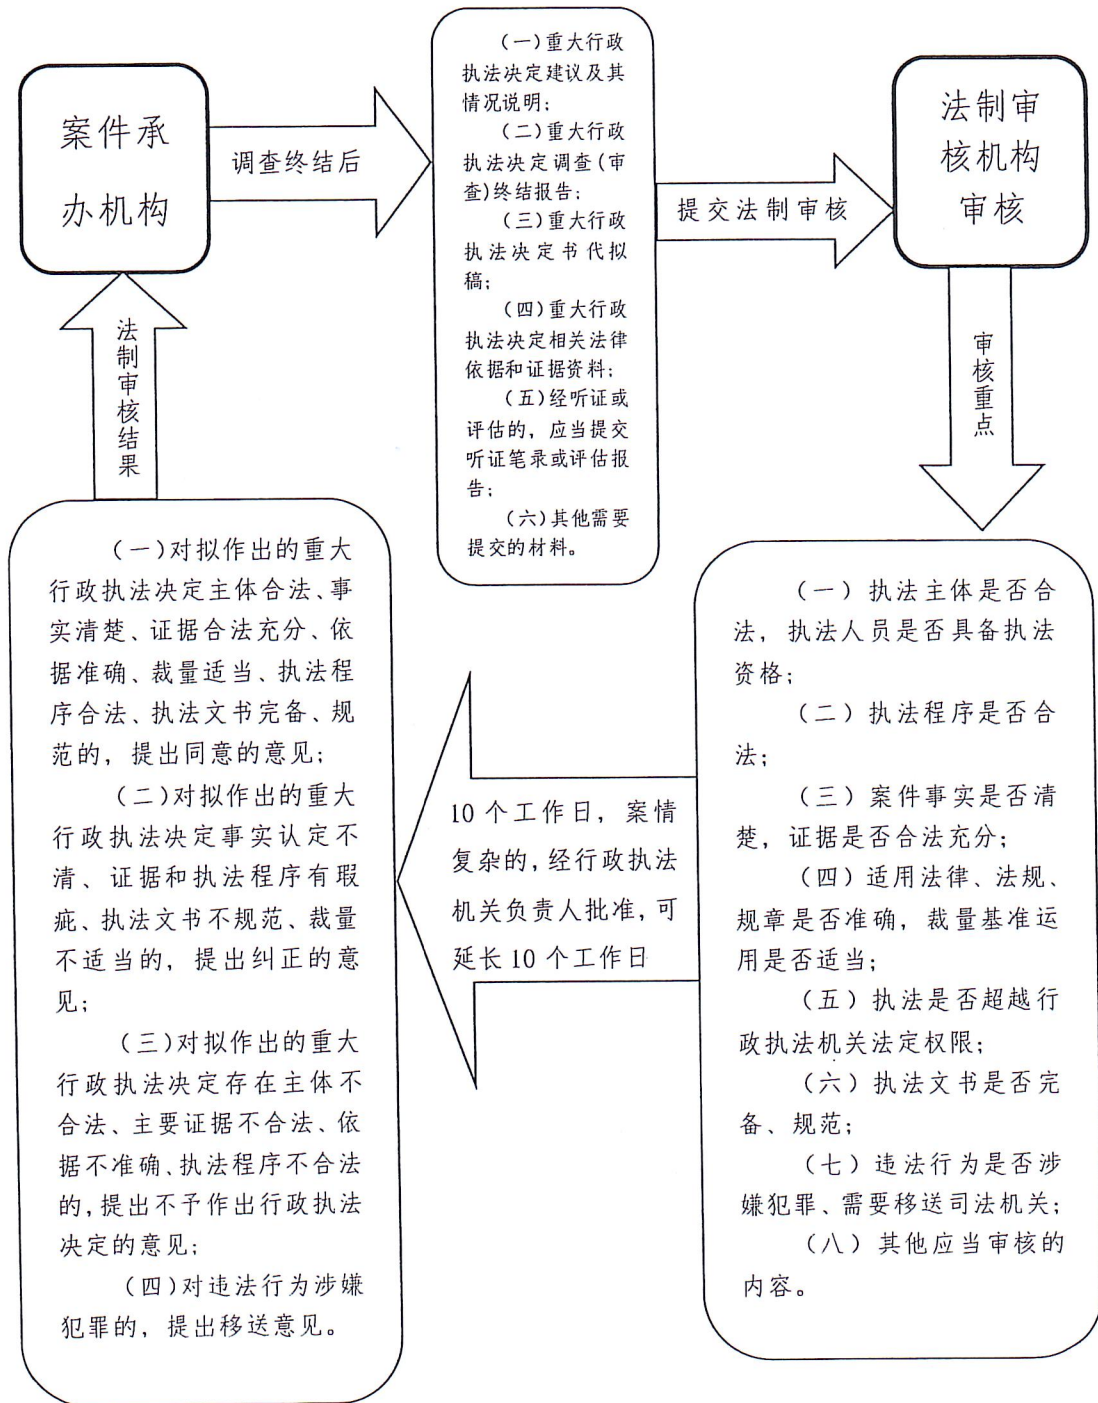 案件承
办机构
调查终结后
（一）重大行政
执法决定建议及其
情况说明；
（二）重大行政
执法决定调查（审
查）终结报告；
（三）重大行政
执法决定书代拟
稿；
（四）重大行政
执法决定相关法律
依据和证据资料；
（五）经听证或
评估的，应当提交
听证笔录或评估报
告；
（六）其他需要
提交的材料。
提交法制审核
法制审
核机构
审核
审核重点
（一）执法主体是否合
法，执法人员是否具备执法
资格；
（二）执法程序是否合
法；
（三）案件事实是否清
楚，证据是否合法充分；
（四）适用法律、法规、
规章是否准确，裁量基准运
用是否适当；
（五）执法是否超越行
政执法机关法定权限；
（六）执法文书是否完
备、规范；
（七）违法行为是否涉
嫌犯罪、需要移送司法机关；
（八）其他应当审核的
内容。
10个工作日，案情
复杂的，经行政执法
机关负责人批准，可
延长10个工作日
（一）对拟作出的重大
行政执法决定主体合法、事
实清楚、证据合法充分、依
据准确、裁量适当、执法程
序合法、执法文书完备、规
范的，提出同意的意见；
（二）对拟作出的重大
行政执法决定事实认定不
清、证据和执法程序有瑕
疵、执法文书不规范、裁量
不适当的，提出纠正的意
见；
（三）对拟作出的重大
行政执法决定存在主体不
合法、主要证据不合法、依
据不准确、执法程序不合法
的，提出不予作出行政执法
决定的意见；
（四）对违法行为涉嫌
犯罪的，提出移送意见。
法制审核结果